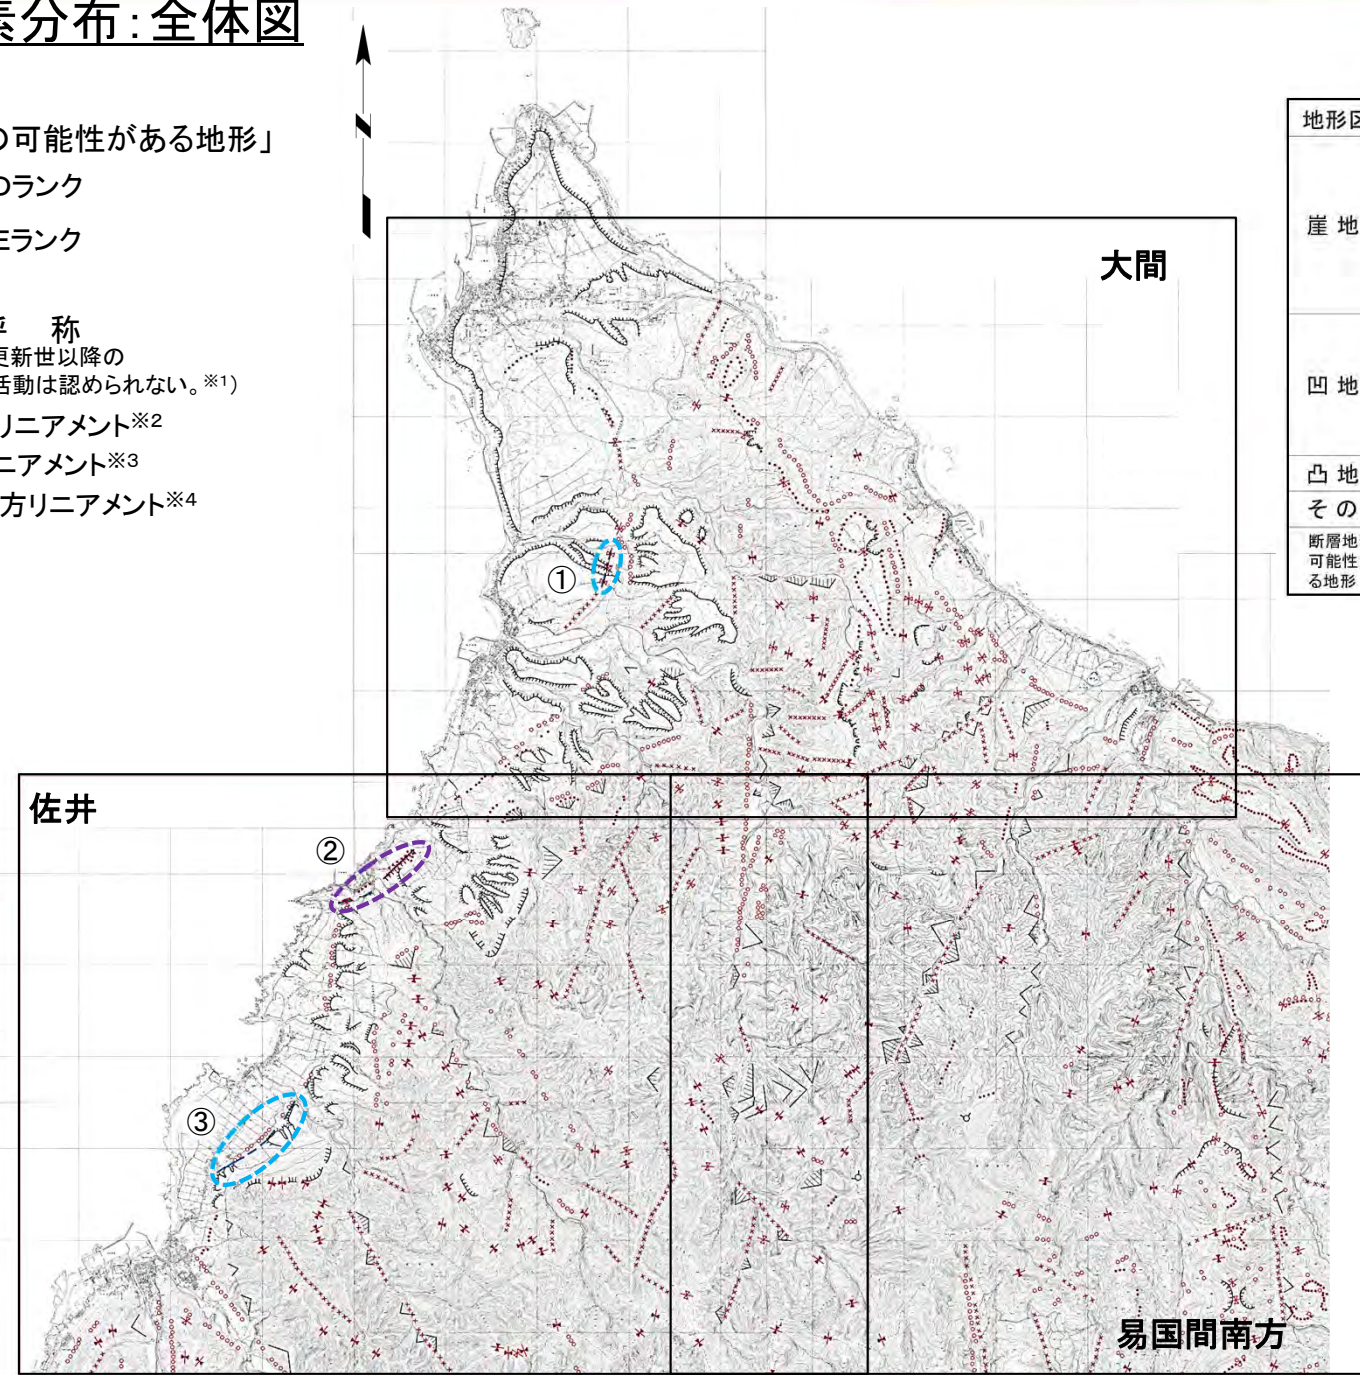 素分布：全体図
の可能性がある地形」
Dランク
Eランク
呼 称
更新世以降の
活動は認められない。※1)
リニアメント※2
ニアメント※3
方リニアメント※4
大間
①
佐井
②
③
易国間南方
地形区
崖 地
凹 地
凸 地
そ の
断層地
可能性
る地形